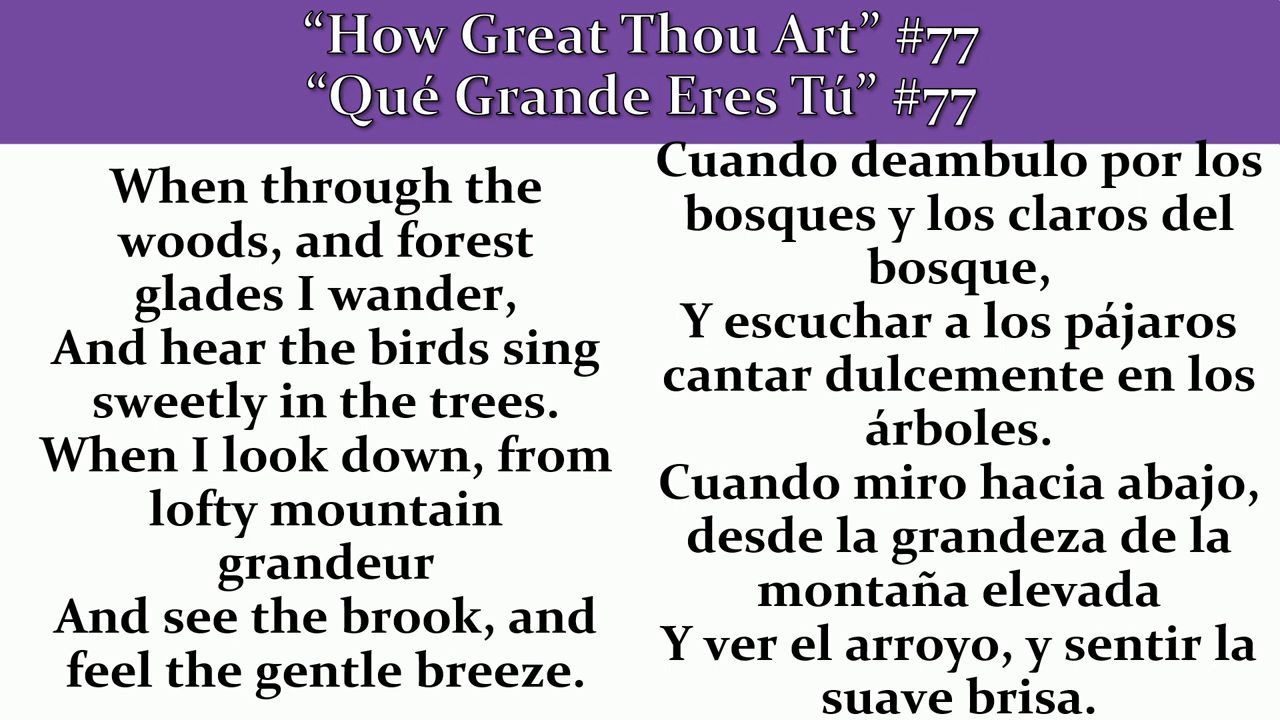 “How Great Thou Art” #77
“Qué Grande Eres Tú” #77
When through the
woods, and forest
glades I wander,
And hear the birds sing
sweetly in the trees.
When I look down, from
lofty mountain
grandeur
And see the brook, and
feel the gentle breeze.
Cuando deambulo por los
bosques y los claros del
bosque,
Y escuchar a los pájaros
cantar dulcemente en los
árboles.
Cuando miro hacia abajo,
desde la grandeza de la
montaña elevada
Y ver el arroyo, y sentir la
suave brisa.